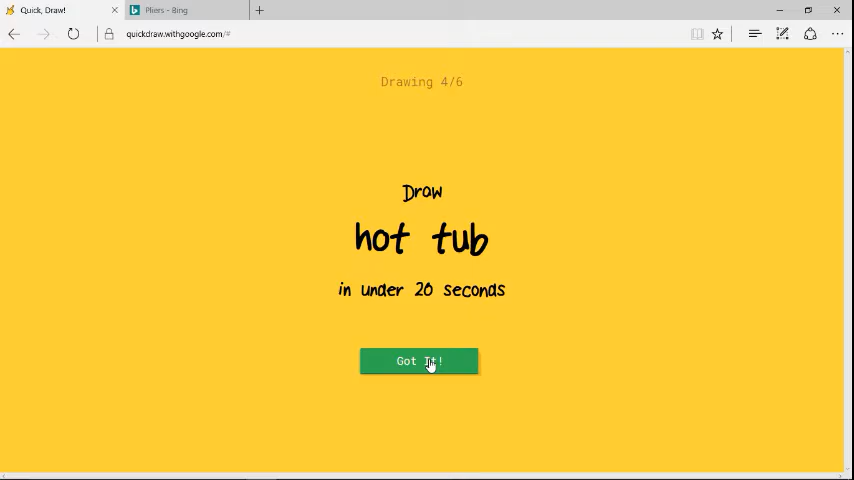 Quick, Draw!
Pliers - Bing
quickdraw.withgoogle.com/#
Drawing 4/6
Draw
hot tub
in under 20 seconds
Got It!